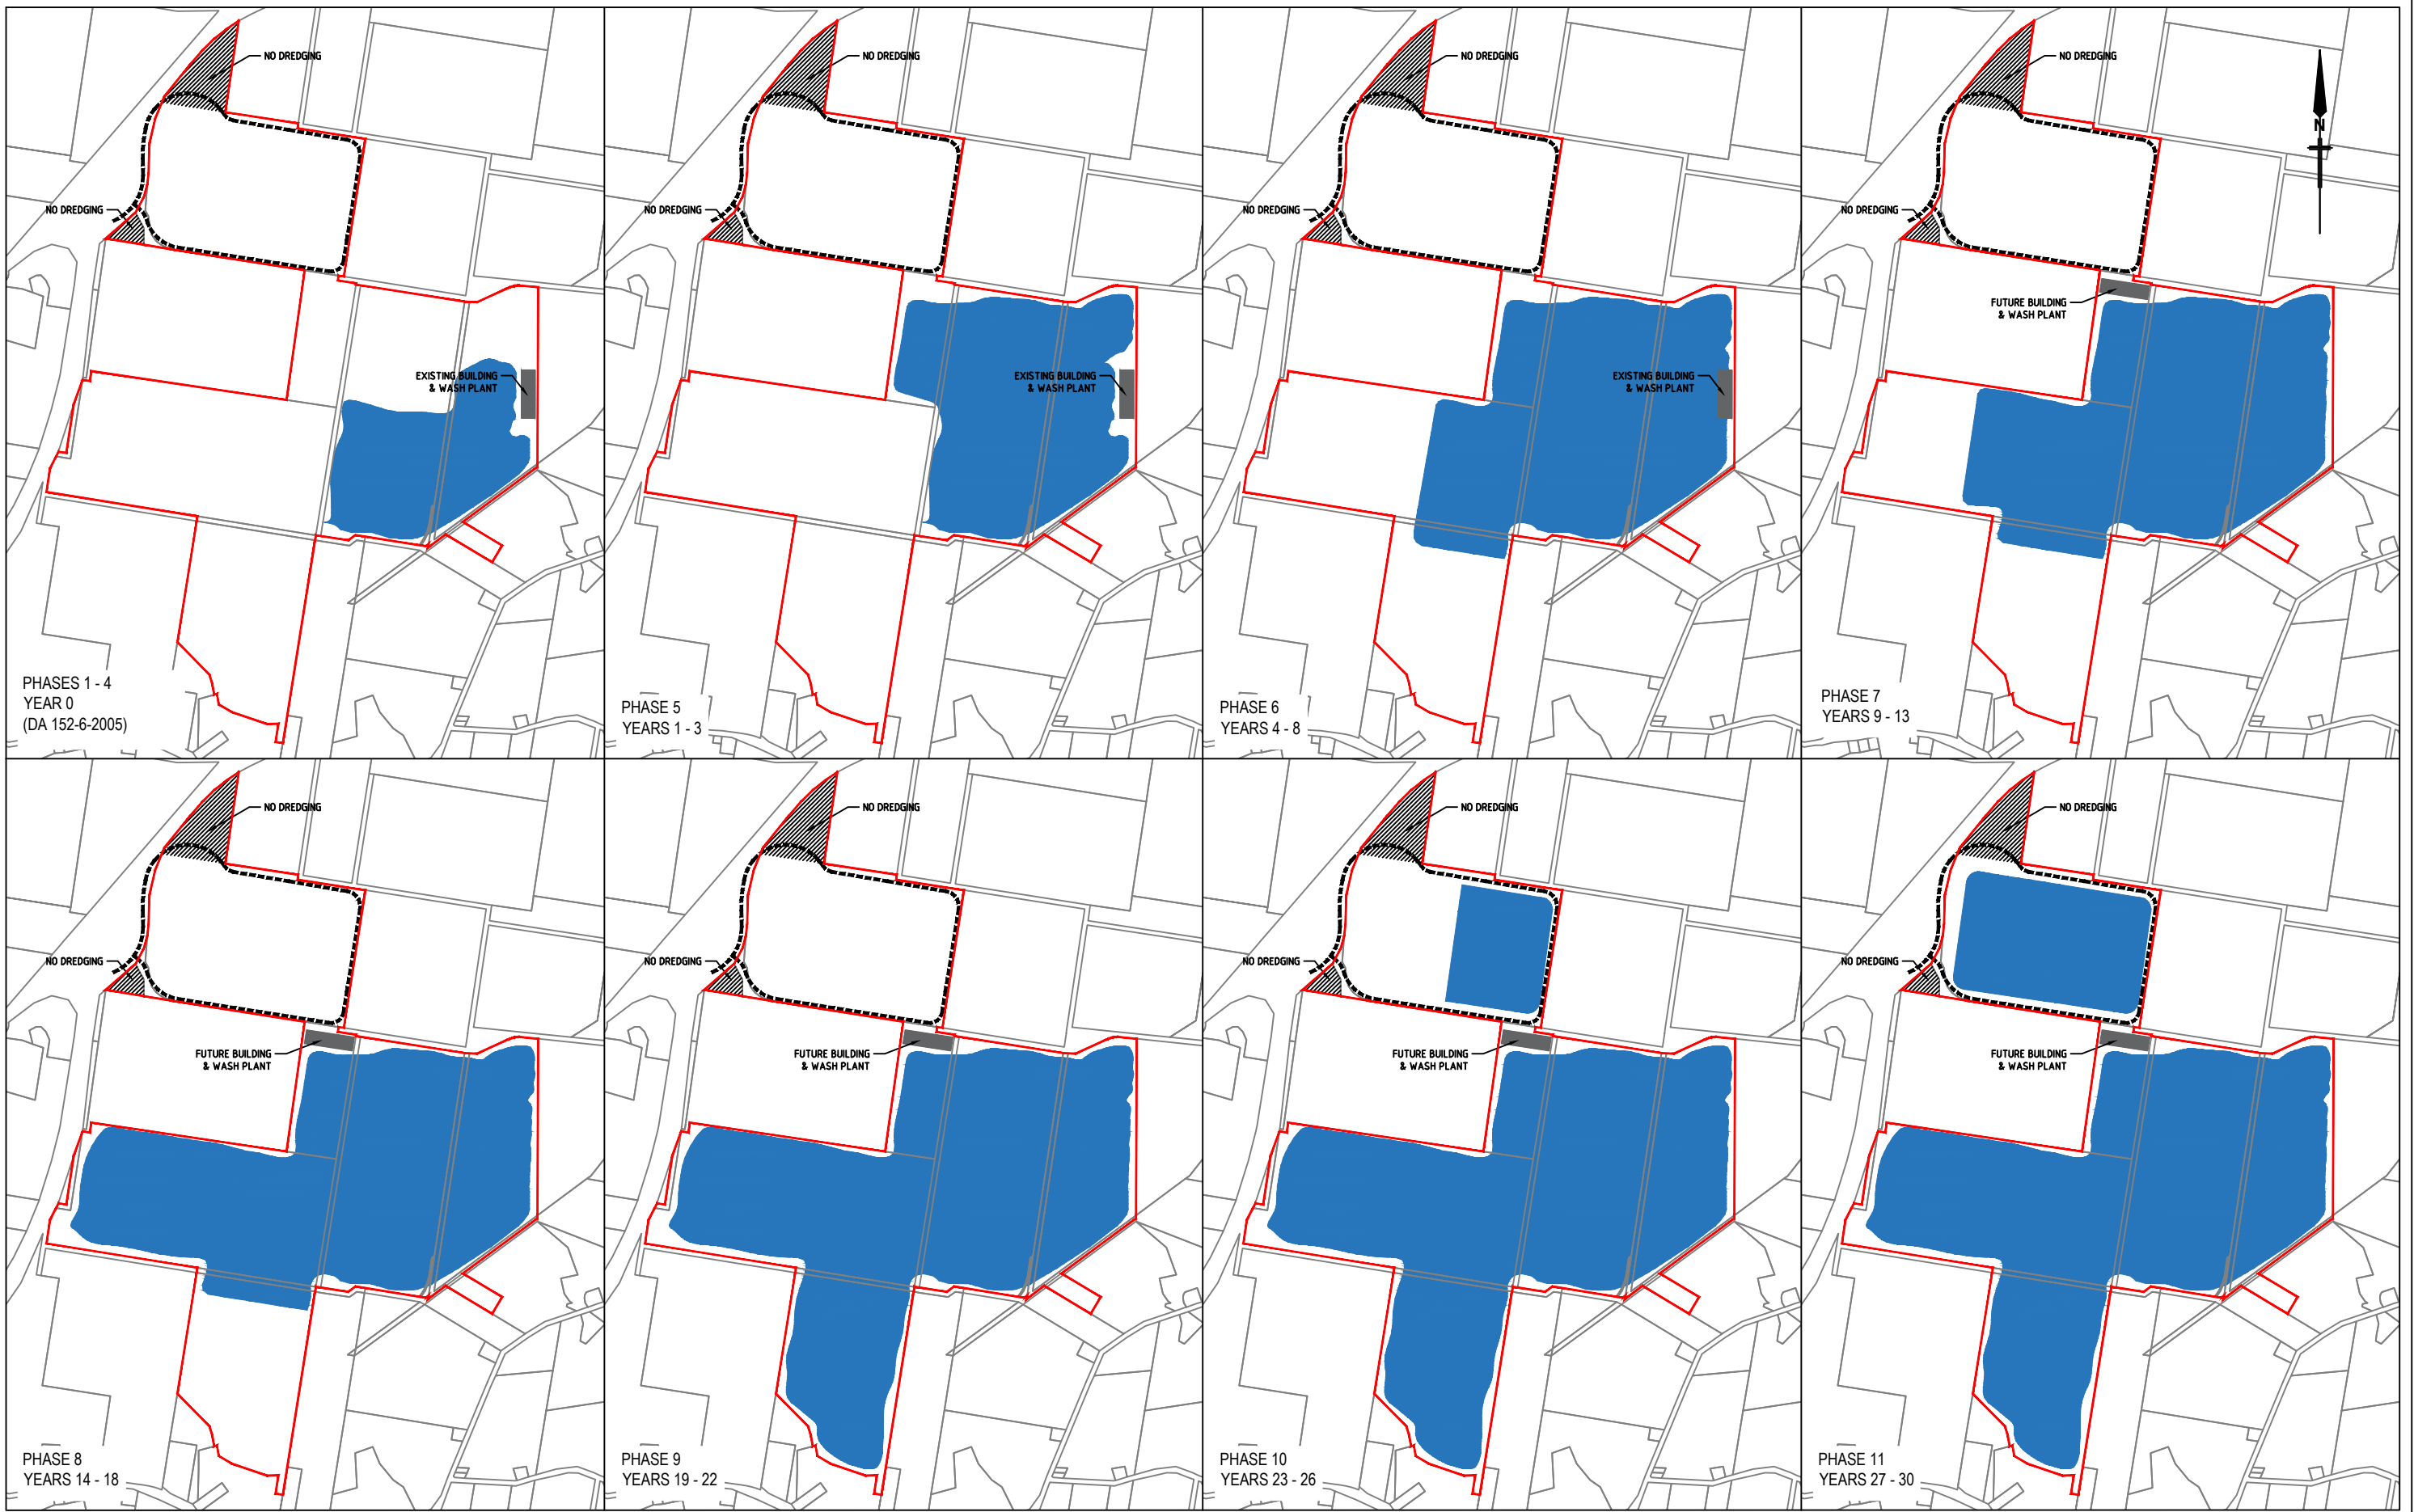 NO DREDGING
NO DREDGING
EXISTING BUILDING
& WASH PLANT
PHASES 1 - 4
YEAR 0
(DA 152-6-2005)
NO DREDGING
NO DREDGING
EXISTING BUILDING
& WASH PLANT
PHASE 5
YEARS 1 - 3
NO DREDGING
NO DREDGING
EXISTING BUILDING
& WASH PLANT
PHASE 6
YEARS 4 - 8
NO DREDGING
N
NO DREDGING
FUTURE BUILDING
& WASH PLANT
PHASE 7
YEARS 9 - 13
NO DREDGING
NO DREDGING
FUTURE BUILDING
& WASH PLANT
PHASE 8
YEARS 14 - 18
NO DREDGING
NO DREDGING
FUTURE BUILDING
& WASH PLANT
PHASE 9
YEARS 19 - 22
NO DREDGING
NO DREDGING
FUTURE BUILDING
& WASH PLANT
PHASE 10
YEARS 23 - 26
NO DREDGING
NO DREDGING
FUTURE BUILDING
& WASH PLANT
PHASE 11
YEARS 27 - 30